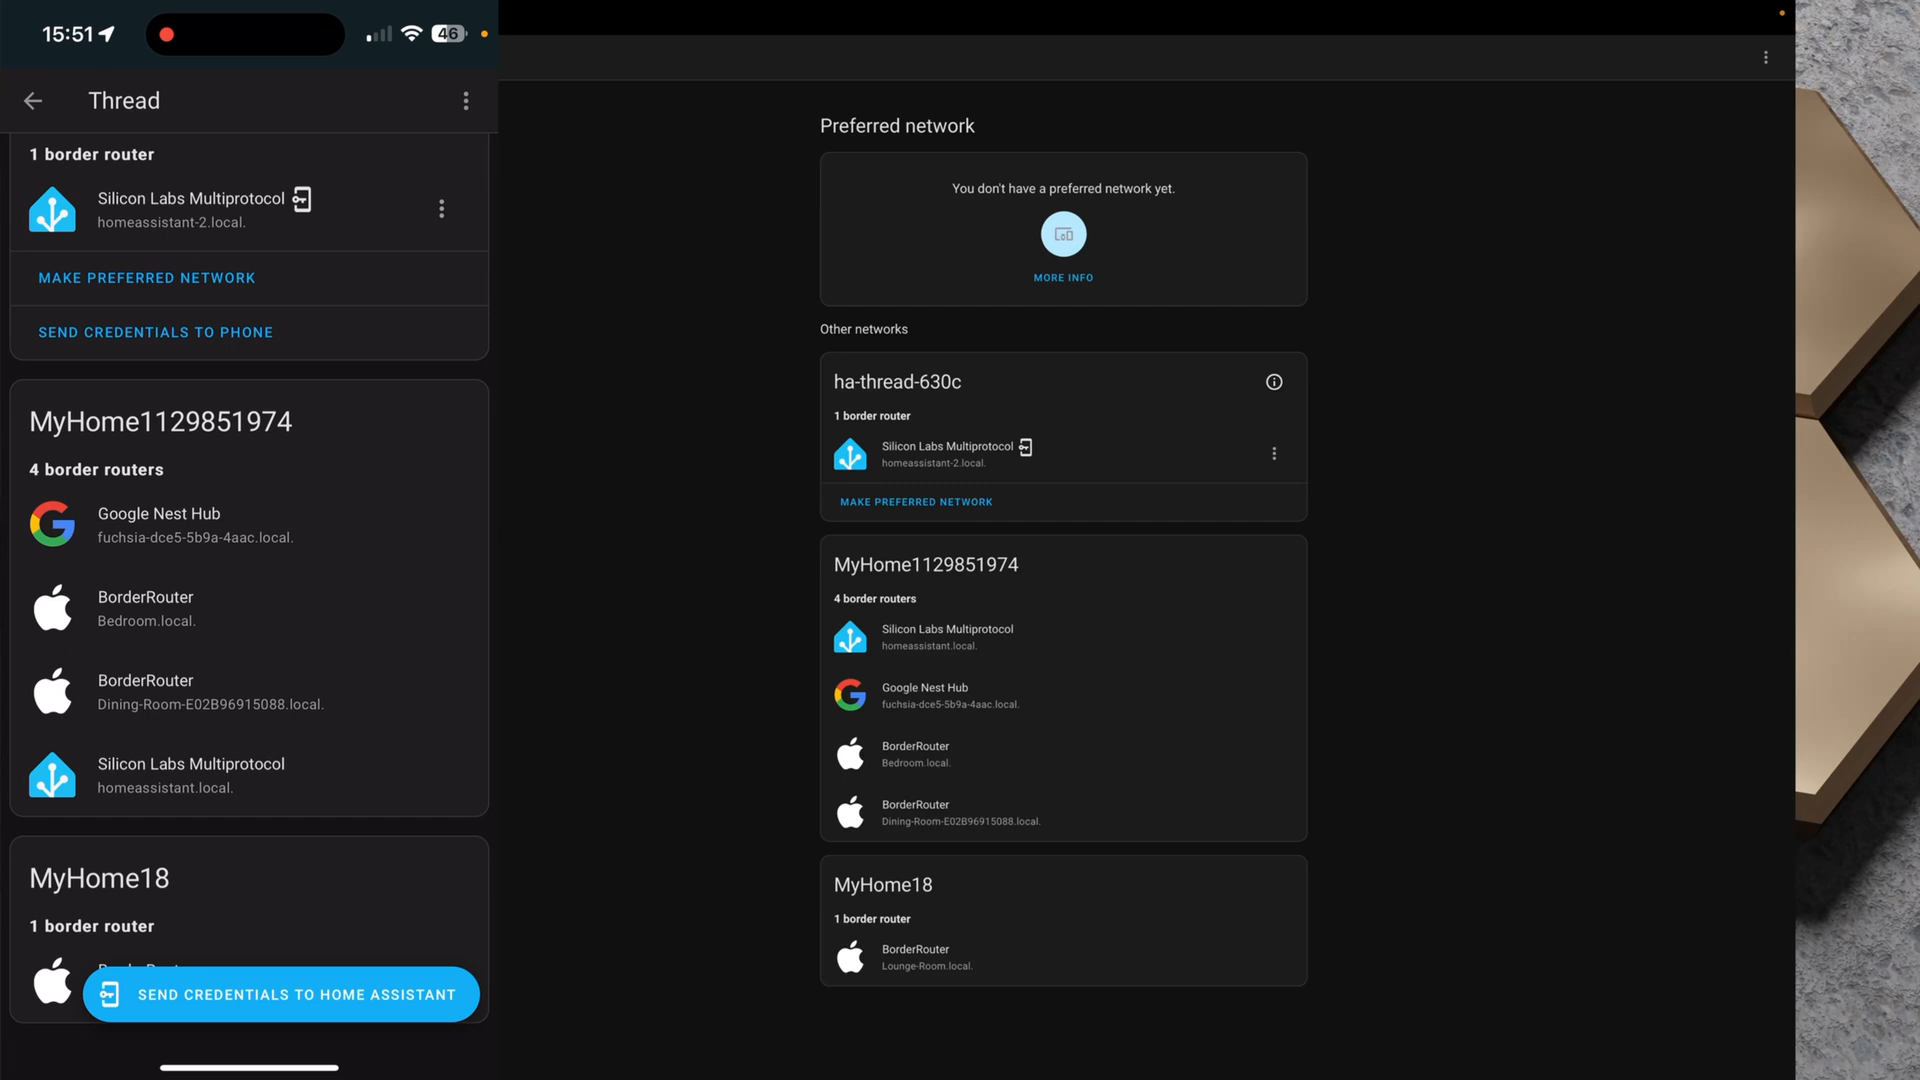 15:51
46
Thread
1 border router
Silicon Labs Multiprotocol
homeassistant-2.local.
MAKE PREFERRED NETWORK
SEND CREDENTIALS TO PHONE
MyHome1129851974
4 border routers
Google Nest Hub
fuchsia-dce5-5b9a-4aac.local.
BorderRouter
Bedroom.local.
BorderRouter
Dining-Room-E02B96915088.local.
Silicon Labs Multiprotocol
homeassistant.local.
MyHome18
1 border router
SEND CREDENTIALS TO HOME ASSISTANT
Preferred network
You don't have a preferred network yet.
MORE INFO
Other networks
ha-thread-630c
1 border router
Silicon Labs Multiprotocol
homeassistant-2.local.
MAKE PREFERRED NETWORK
MyHome1129851974
4 border routers
Silicon Labs Multiprotocol
homeassistant.local.
Google Nest Hub
fuchsia-dce5-5b9a-4aac.local.
BorderRouter
Bedroom.local.
BorderRouter
Dining-Room-E02B96915088.local.
MyHome18
1 border router
BorderRouter
Lounge-Room.local.